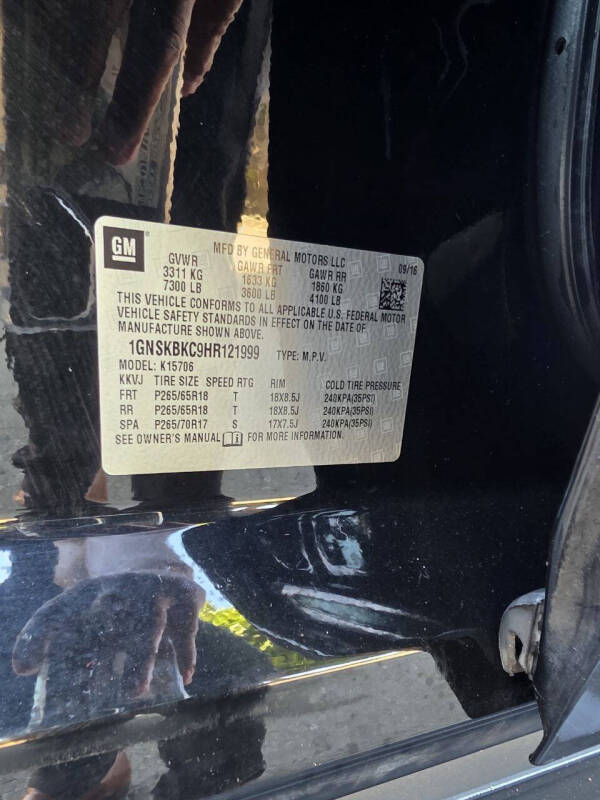 GM
MFD BY GENERAL MOTORS LLC
GVWR GAWR FRT GAWR RR 09/16
3311 KG 1633 KG 1860 KG
7300 LB 3600 LB 4100 LB
THIS VEHICLE CONFORMS TO ALL APPLICABLE U.S. FEDERAL MOTOR
VEHICLE SAFETY STANDARDS IN EFFECT ON THE DATE OF
MANUFACTURE SHOWN ABOVE.
1GNSKBKC9HR121999 TYPE: M.P.V.
MODEL: K15706
KKVJ TIRE SIZE SPEED RTG RIM COLD TIRE PRESSURE
FRT P265/65R18 T 18X8.5J 240KPA(35PSI)
RR P265/65R18 T 18X8.5J 240KPA(35PSI)
SPA P265/70R17 S 17X7.5J 240KPA(35PSI)
SEE OWNER'S MANUAL FOR MORE INFORMATION.